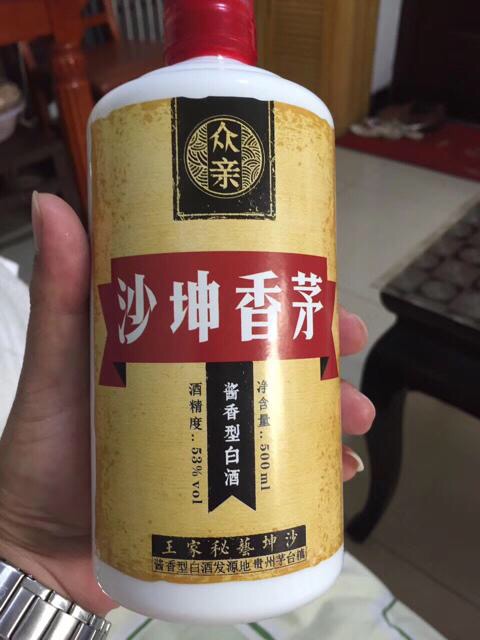 众亲
茅香坤沙
净含量:500ml
酱香型白酒
酒精度:53%vol
王家秘藝坤沙
酱香型白酒发源地 贵州茅台镇